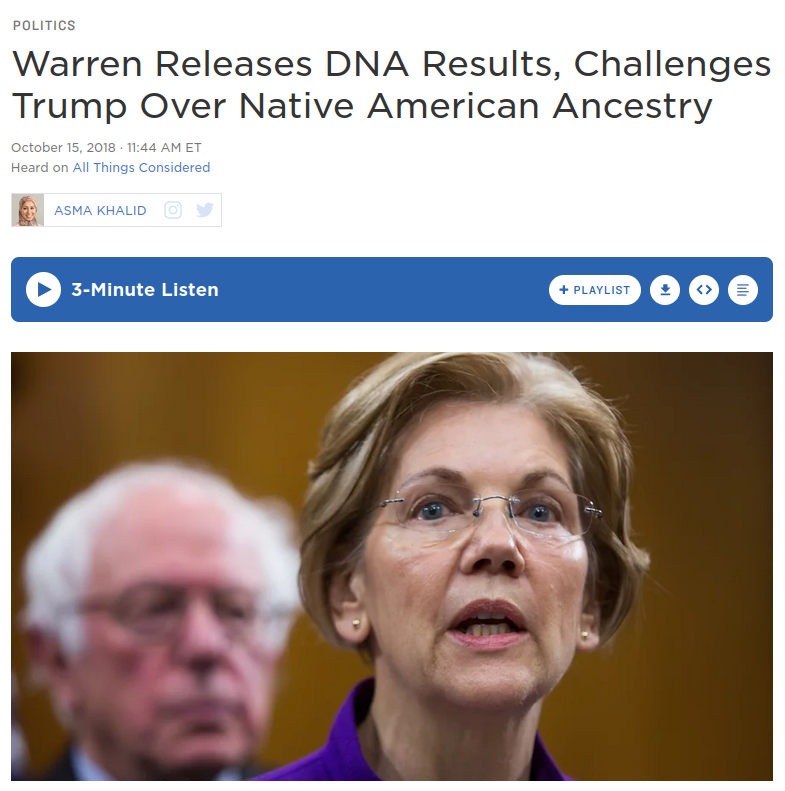 POLITICS
Warren Releases DNA Results, Challenges
Trump Over Native American Ancestry
October 15, 2018 · 11:44 AM ET
Heard on All Things Considered
ASMA KHALID
3-Minute Listen
+ PLAYLIST